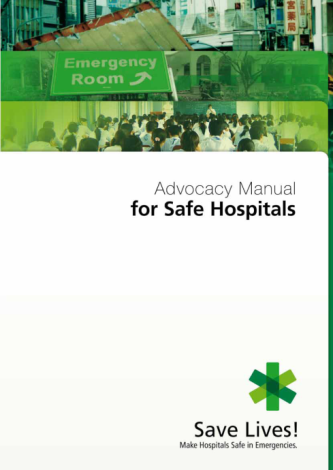 Emergency
Room
Advocacy Manual
for Safe Hospitals
Save Lives!
Make Hospitals Safe in Emergencies.